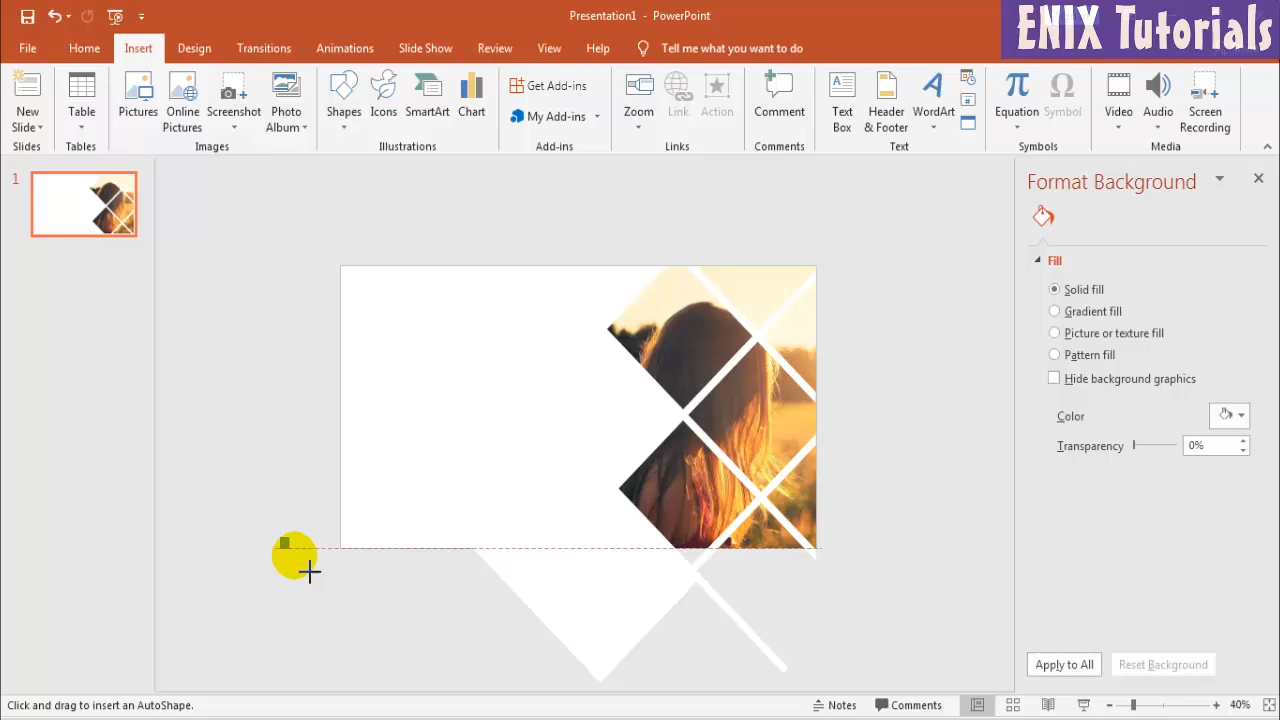 Presentation1 - PowerPoint
ENIX Tutorials
File Home Insert Design Transitions Animations Slide Show Review View Help Tell me what you want to do
New Slide
Table
Pictures
Online Pictures
Screenshot
Photo Album
Shapes
Icons
SmartArt
Chart
Get Add-ins
My Add-ins
Zoom
Link
Action
Comment
Text Box
Header & Footer
WordArt
Equation
Symbol
Video
Audio
Screen Recording
Slides Tables Images Illustrations Add-ins Links Comments Text Symbols Media
1
Format Background
Fill
Solid fill
Gradient fill
Picture or texture fill
Pattern fill
Hide background graphics
Color
Transparency 0%
Apply to All Reset Background
Click and drag to insert an AutoShape. Notes Comments 40%